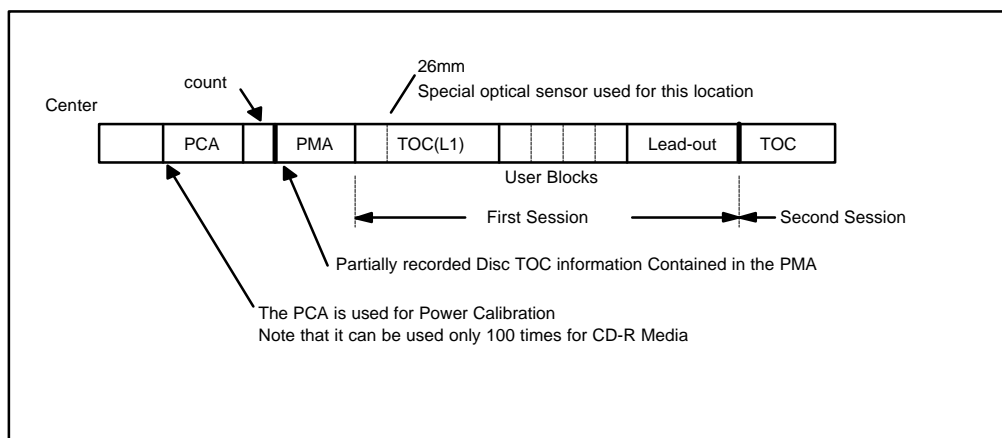 26mm
count
Special optical sensor used for this location
Center
PCA
PMA
TOC(L1)
Lead-out
TOC
User Blocks
First Session
Second Session
Partially recorded Disc TOC information Contained in the PMA
The PCA is used for Power Calibration
Note that it can be used only 100 times for CD-R Media